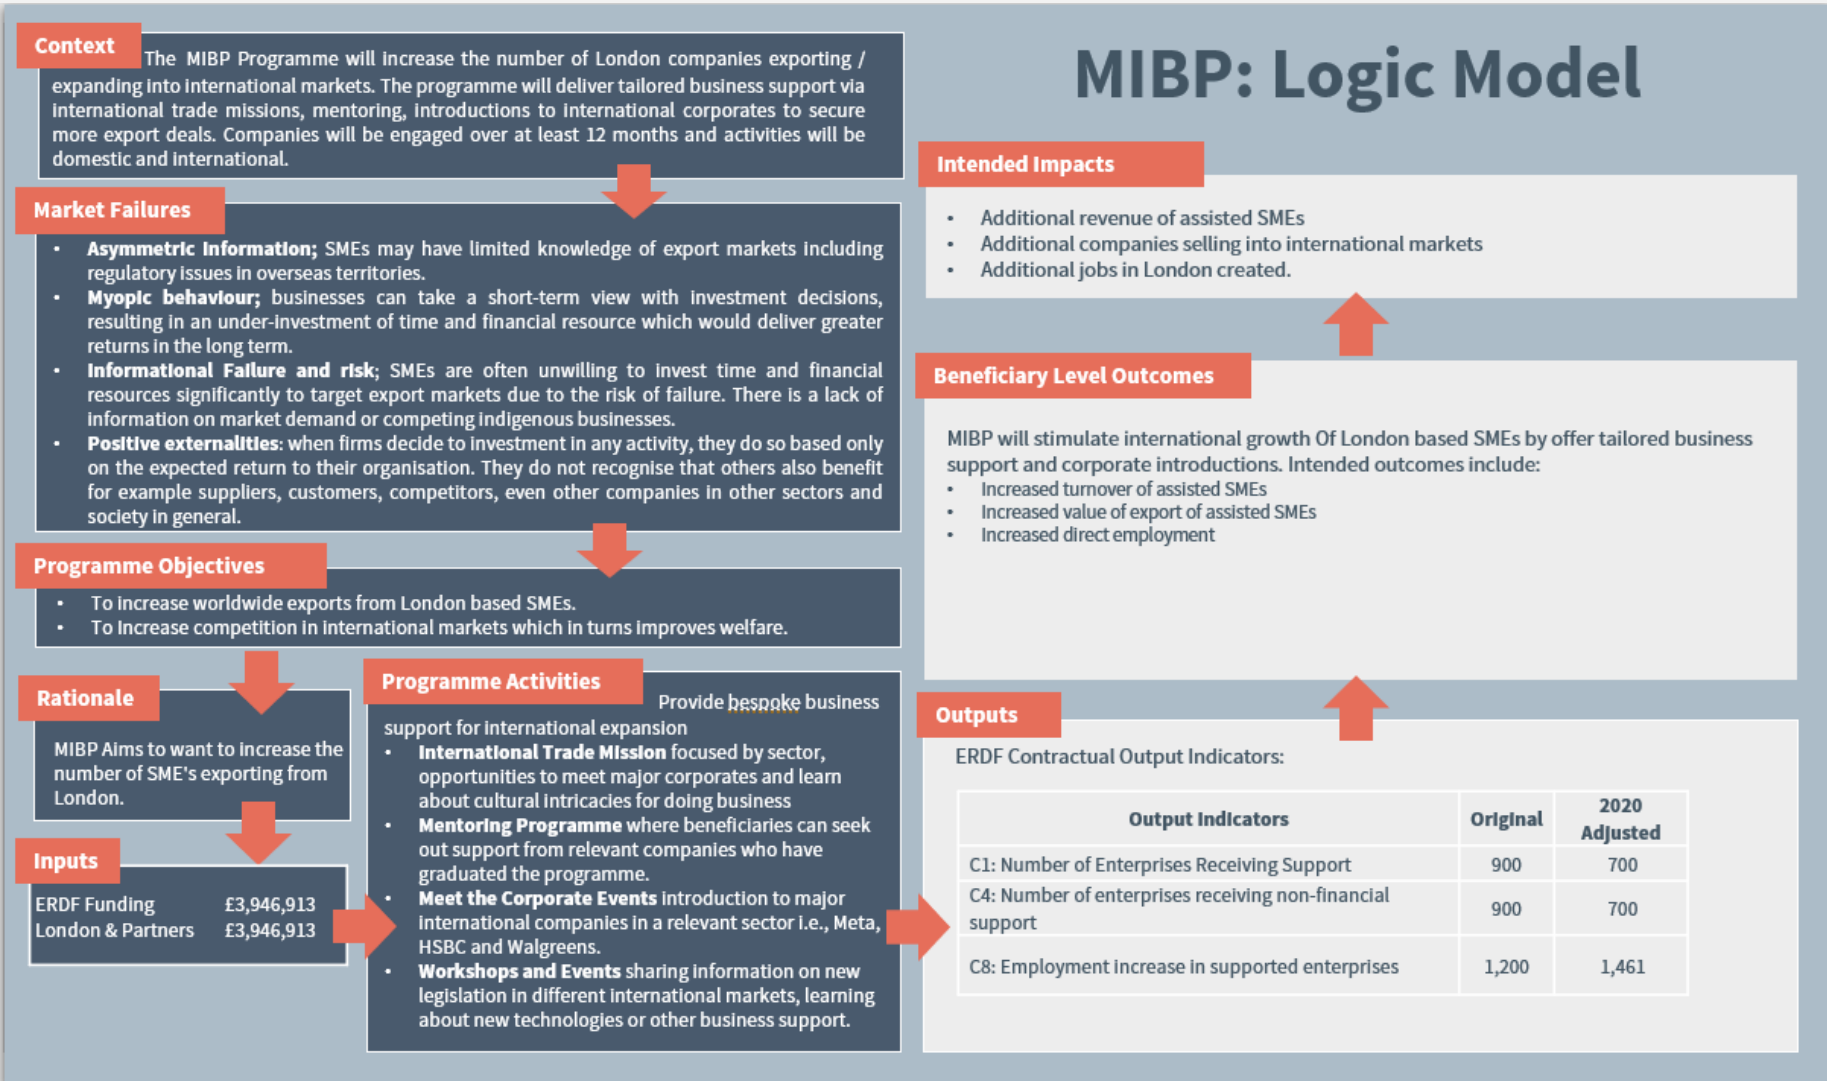 MIBP: Logic Model
Context
The MIBP Programme will increase the number of London companies exporting /
expanding into international markets. The programme will deliver tailored business support via
international trade missions, mentoring, introductions to international corporates to secure
more export deals. Companies will be engaged over at least 12 months and activities will be
domestic and international.
Market Failures
• Asymmetric Information; SMEs may have limited knowledge of export markets including
regulatory issues in overseas territories.
• Myopic behaviour; businesses can take a short-term view with investment decisions,
resulting in an under-investment of time and financial resource which would deliver greater
returns in the long term.
• Informational Failure and risk; SMEs are often unwilling to invest time and financial
resources significantly to target export markets due to the risk of failure. There is a lack of
information on market demand or competing indigenous businesses.
• Positive externalities: when firms decide to investment in any activity, they do so based only
on the expected return to their organisation. They do not recognise that others also benefit
for example suppliers, customers, competitors, even other companies in other sectors and
society in general.
Programme Objectives
• To increase worldwide exports from London based SMEs.
• To Increase competition in international markets which in turns improves welfare.
Rationale
MIBP Aims to want to increase the
number of SME's exporting from
London.
Inputs
ERDF Funding £3,946,913
London & Partners £3,946,913
Programme Activities
Provide bespoke business
support for international expansion
• International Trade Mission focused by sector,
opportunities to meet major corporates and learn
about cultural intricacies for doing business
• Mentoring Programme where beneficiaries can seek
out support from relevant companies who have
graduated the programme.
• Meet the Corporate Events introduction to major
international companies in a relevant sector i.e., Meta,
HSBC and Walgreens.
• Workshops and Events sharing information on new
legislation in different international markets, learning
about new technologies or other business support.
Intended Impacts
• Additional revenue of assisted SMEs
• Additional companies selling into international markets
• Additional jobs in London created.
Beneficiary Level Outcomes
MIBP will stimulate international growth Of London based SMEs by offer tailored business
support and corporate introductions. Intended outcomes include:
• Increased turnover of assisted SMEs
• Increased value of export of assisted SMEs
• Increased direct employment
Outputs
ERDF Contractual Output Indicators:
Output Indicators Original 2020
Adjusted
C1: Number of Enterprises Receiving Support 900 700
C4: Number of enterprises receiving non-financial
support 900 700
C8: Employment increase in supported enterprises 1,200 1,461